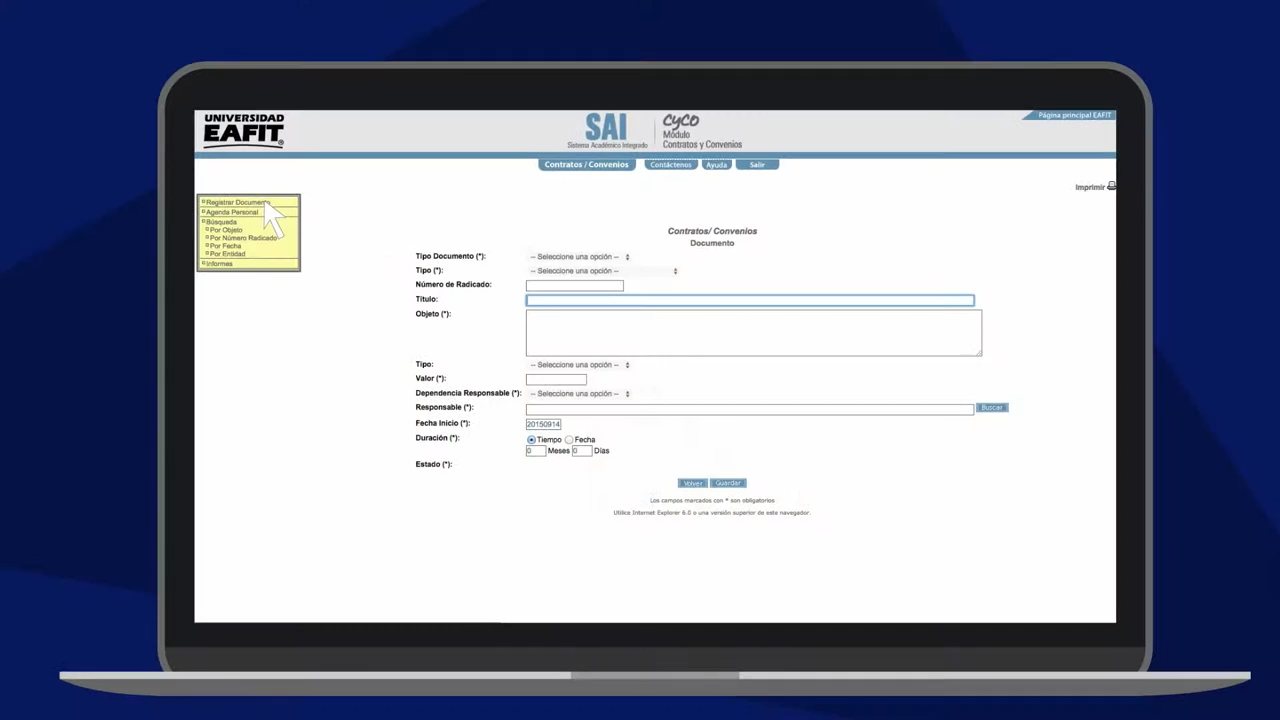 UNIVERSIDAD
EAFIT®
SAI
Sistema Académico Integrado
CyCo
Módulo
Contratos y Convenios
Página principal EAFIT
Contratos / Convenios
Contáctenos
Ayuda
Salir
Imprimir
Registrar Documento
Agenda Personal
Búsqueda
Por Objeto
Por Número Radicado
Por Fecha
Por Entidad
Informes
Contratos/ Convenios
Documento
Tipo Documento (*): -- Seleccione una opción --
Tipo (*): -- Seleccione una opción --
Número de Radicado:
Título:
Objeto (*):
Tipo: -- Seleccione una opción --
Valor (*):
Dependencia Responsable (*): -- Seleccione una opción --
Responsable (*): Buscar
Fecha Inicio (*): 20150914
Duración (*): Tiempo Fecha
0 Meses 0 Días
Estado (*):
Volver Guardar
Los campos marcados con * son obligatorios
Utilice Internet Explorer 6.0 o una versión superior de este navegador.